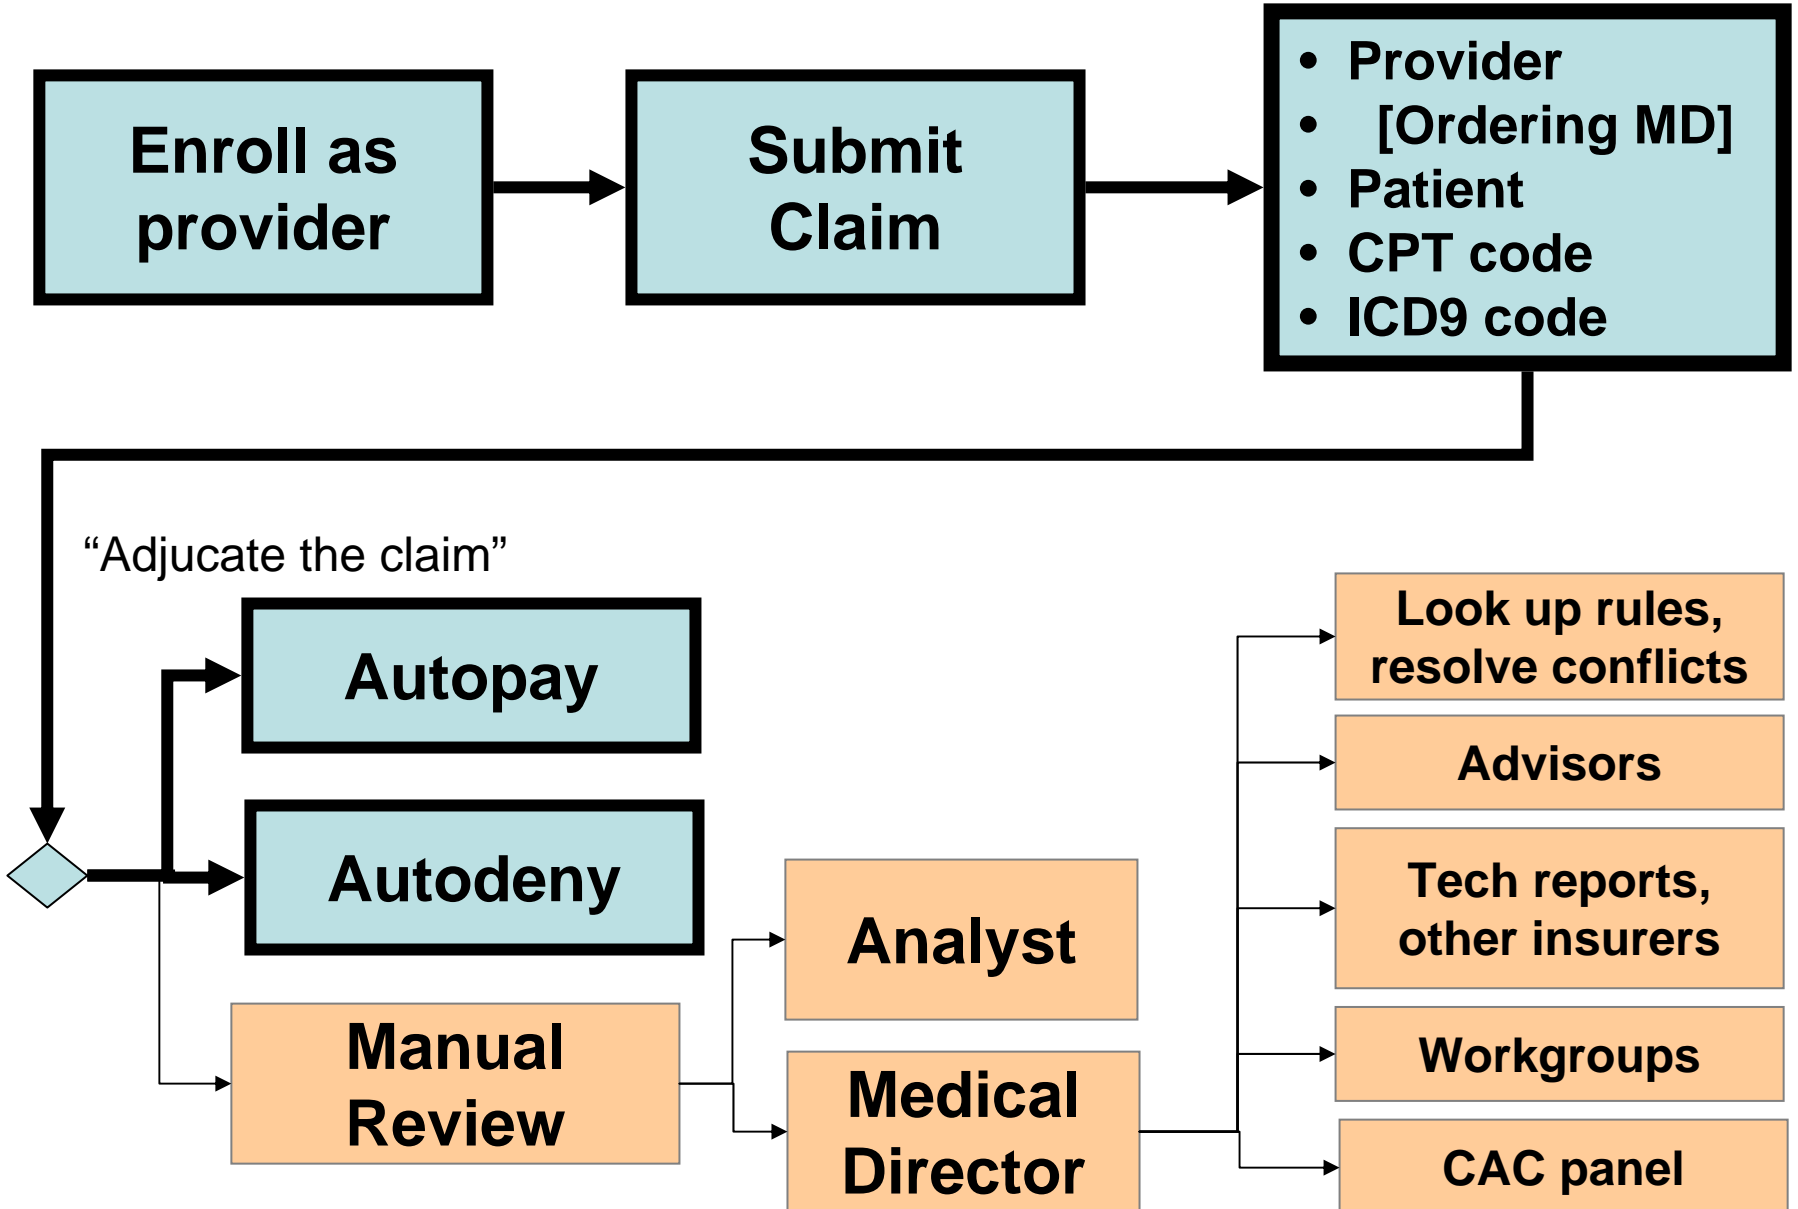 Enroll as
provider
Submit
Claim
• Provider
• [Ordering MD]
• Patient
• CPT code
• ICD9 code
“Adjucate the claim”
Autopay
Autodeny
Manual
Review
Analyst
Medical
Director
Look up rules,
resolve conflicts
Advisors
Tech reports,
other insurers
Workgroups
CAC panel